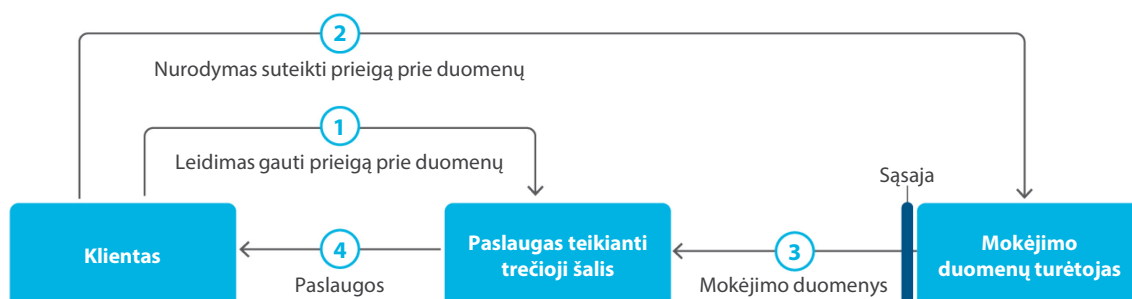 2
Nurodymas suteikti prieigą prie duomenų
1
Leidimas gauti prieigą prie duomenų
Sąsaja
Klientas
4
Paslaugos
Paslaugas teikianti
trečioji šalis
3
Mokėjimo duomenys
Mokėjimo
duomenų turėtojas